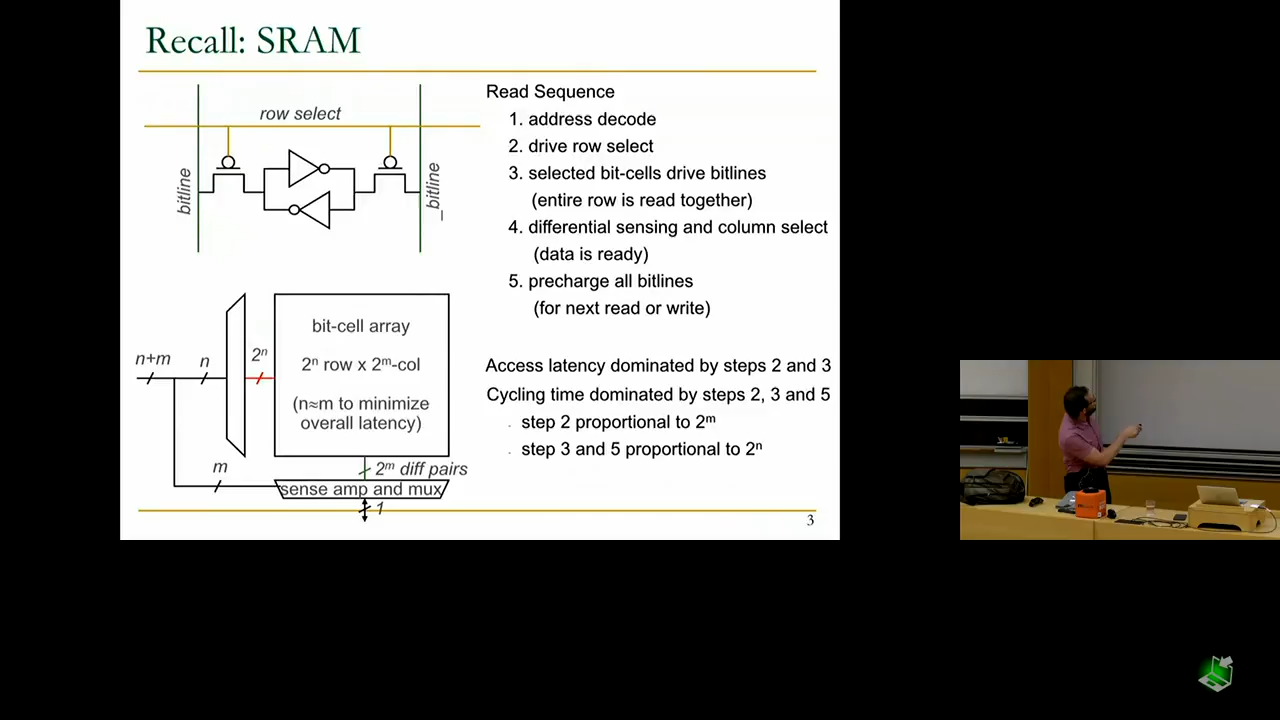 Recall: SRAM
row select
bitline
_bitline
Read Sequence
1. address decode
2. drive row select
3. selected bit-cells drive bitlines
(entire row is read together)
4. differential sensing and column select
(data is ready)
5. precharge all bitlines
(for next read or write)
Access latency dominated by steps 2 and 3
Cycling time dominated by steps 2, 3 and 5
step 2 proportional to 2ᵐ
step 3 and 5 proportional to 2ⁿ
n+m
n
2ⁿ
bit-cell array
2ⁿ row x 2ᵐ-col
(n≈m to minimize
overall latency)
m
2ᵐ diff pairs
sense amp and mux
1
3